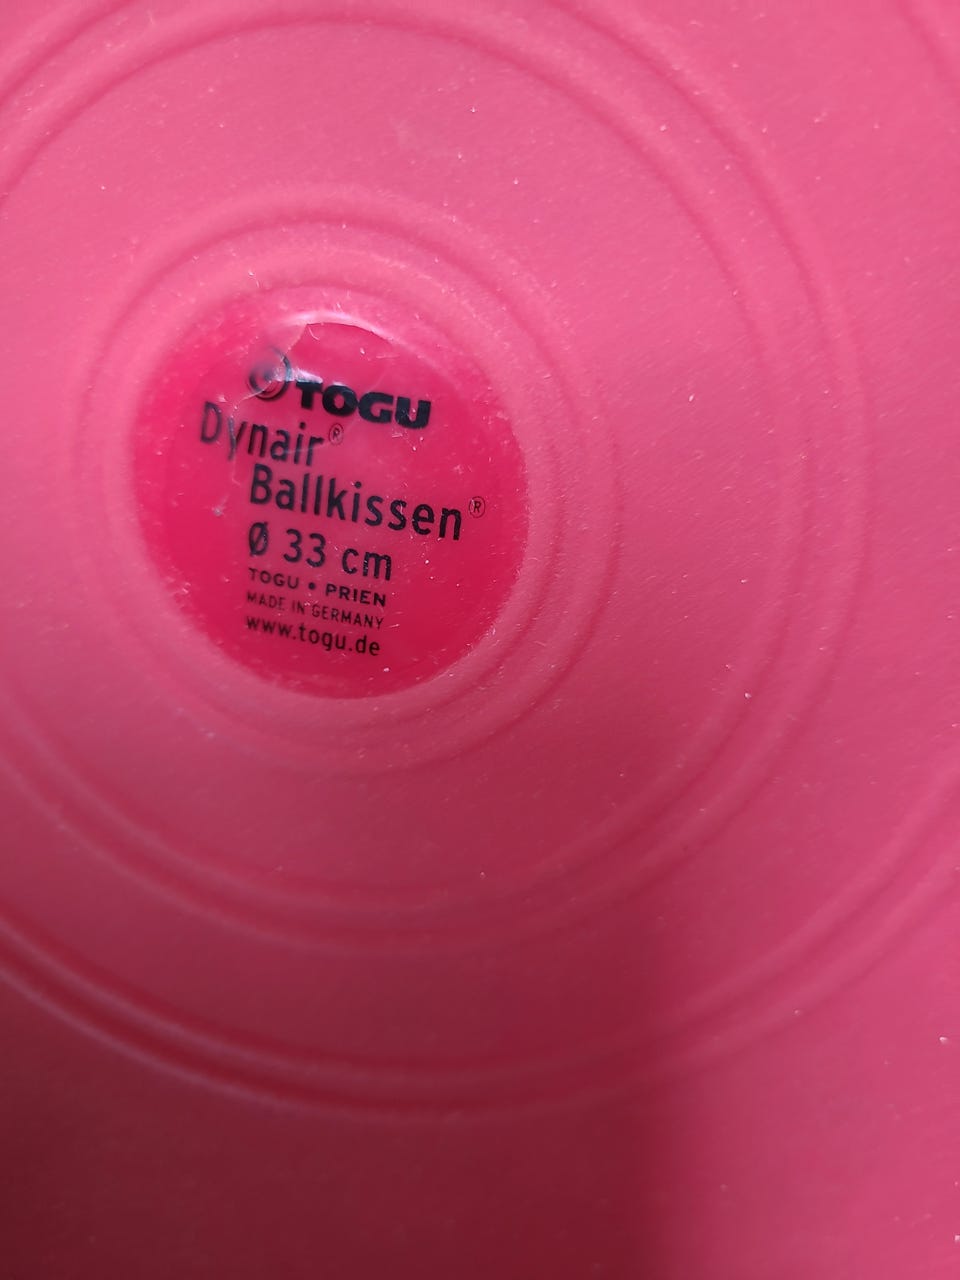 TOGU
Dynair®
Ballkissen®
Ø 33 cm
TOGU • PRIEN
MADE IN GERMANY
www.togu.de